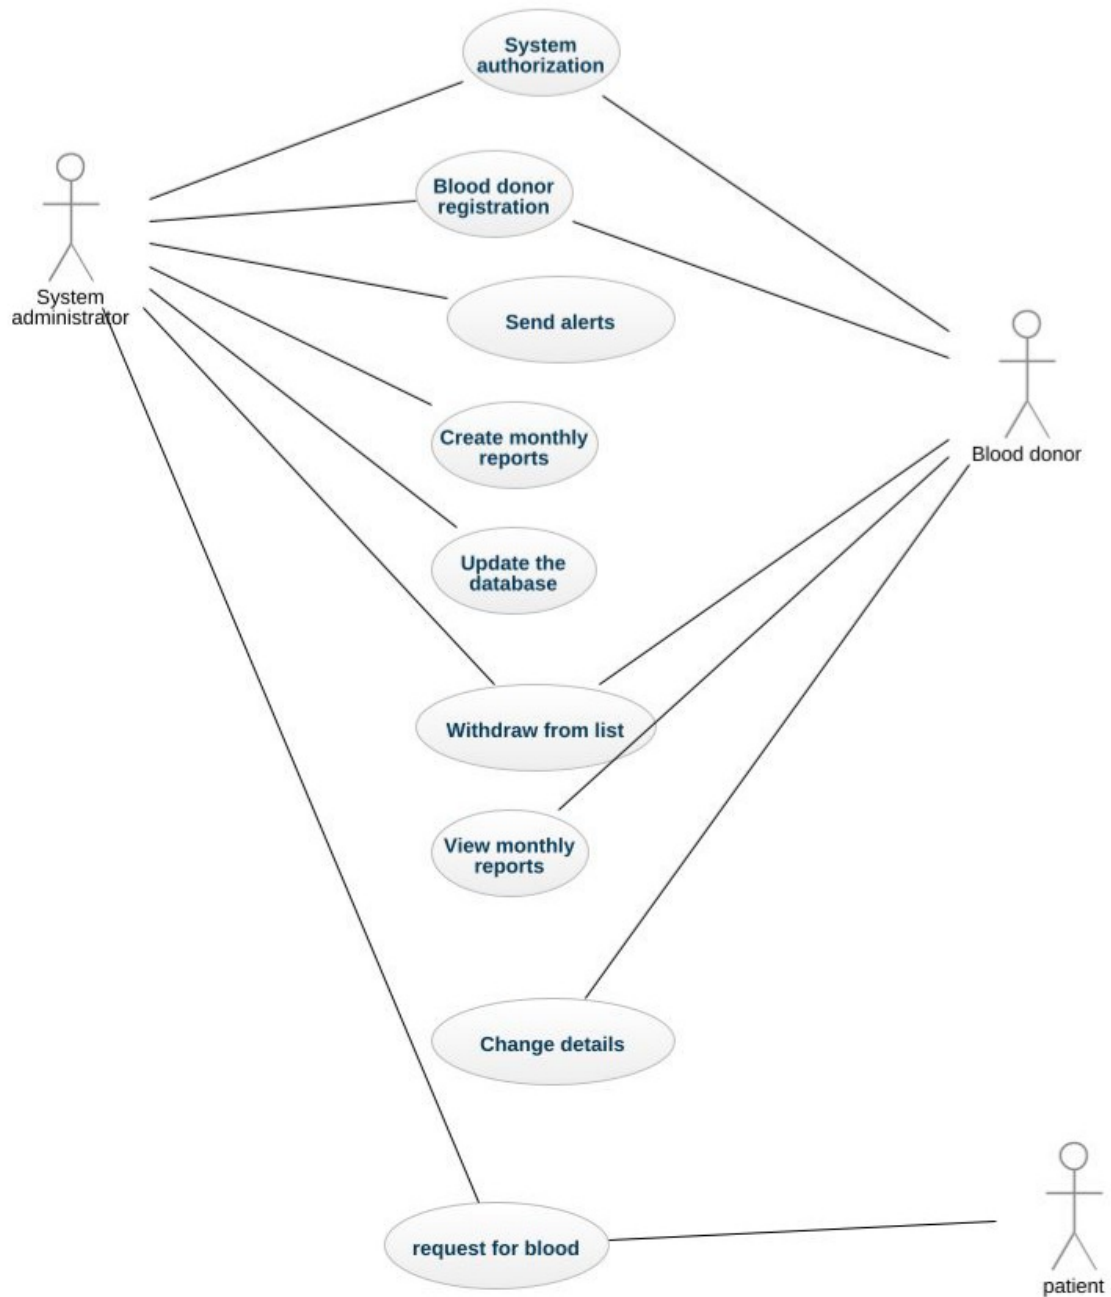 System
authorization
Blood donor
registration
System
administrator
Send alerts
Create monthly
reports
Blood donor
Update the
database
Withdraw from list
View monthly
reports
Change details
request for blood
patient